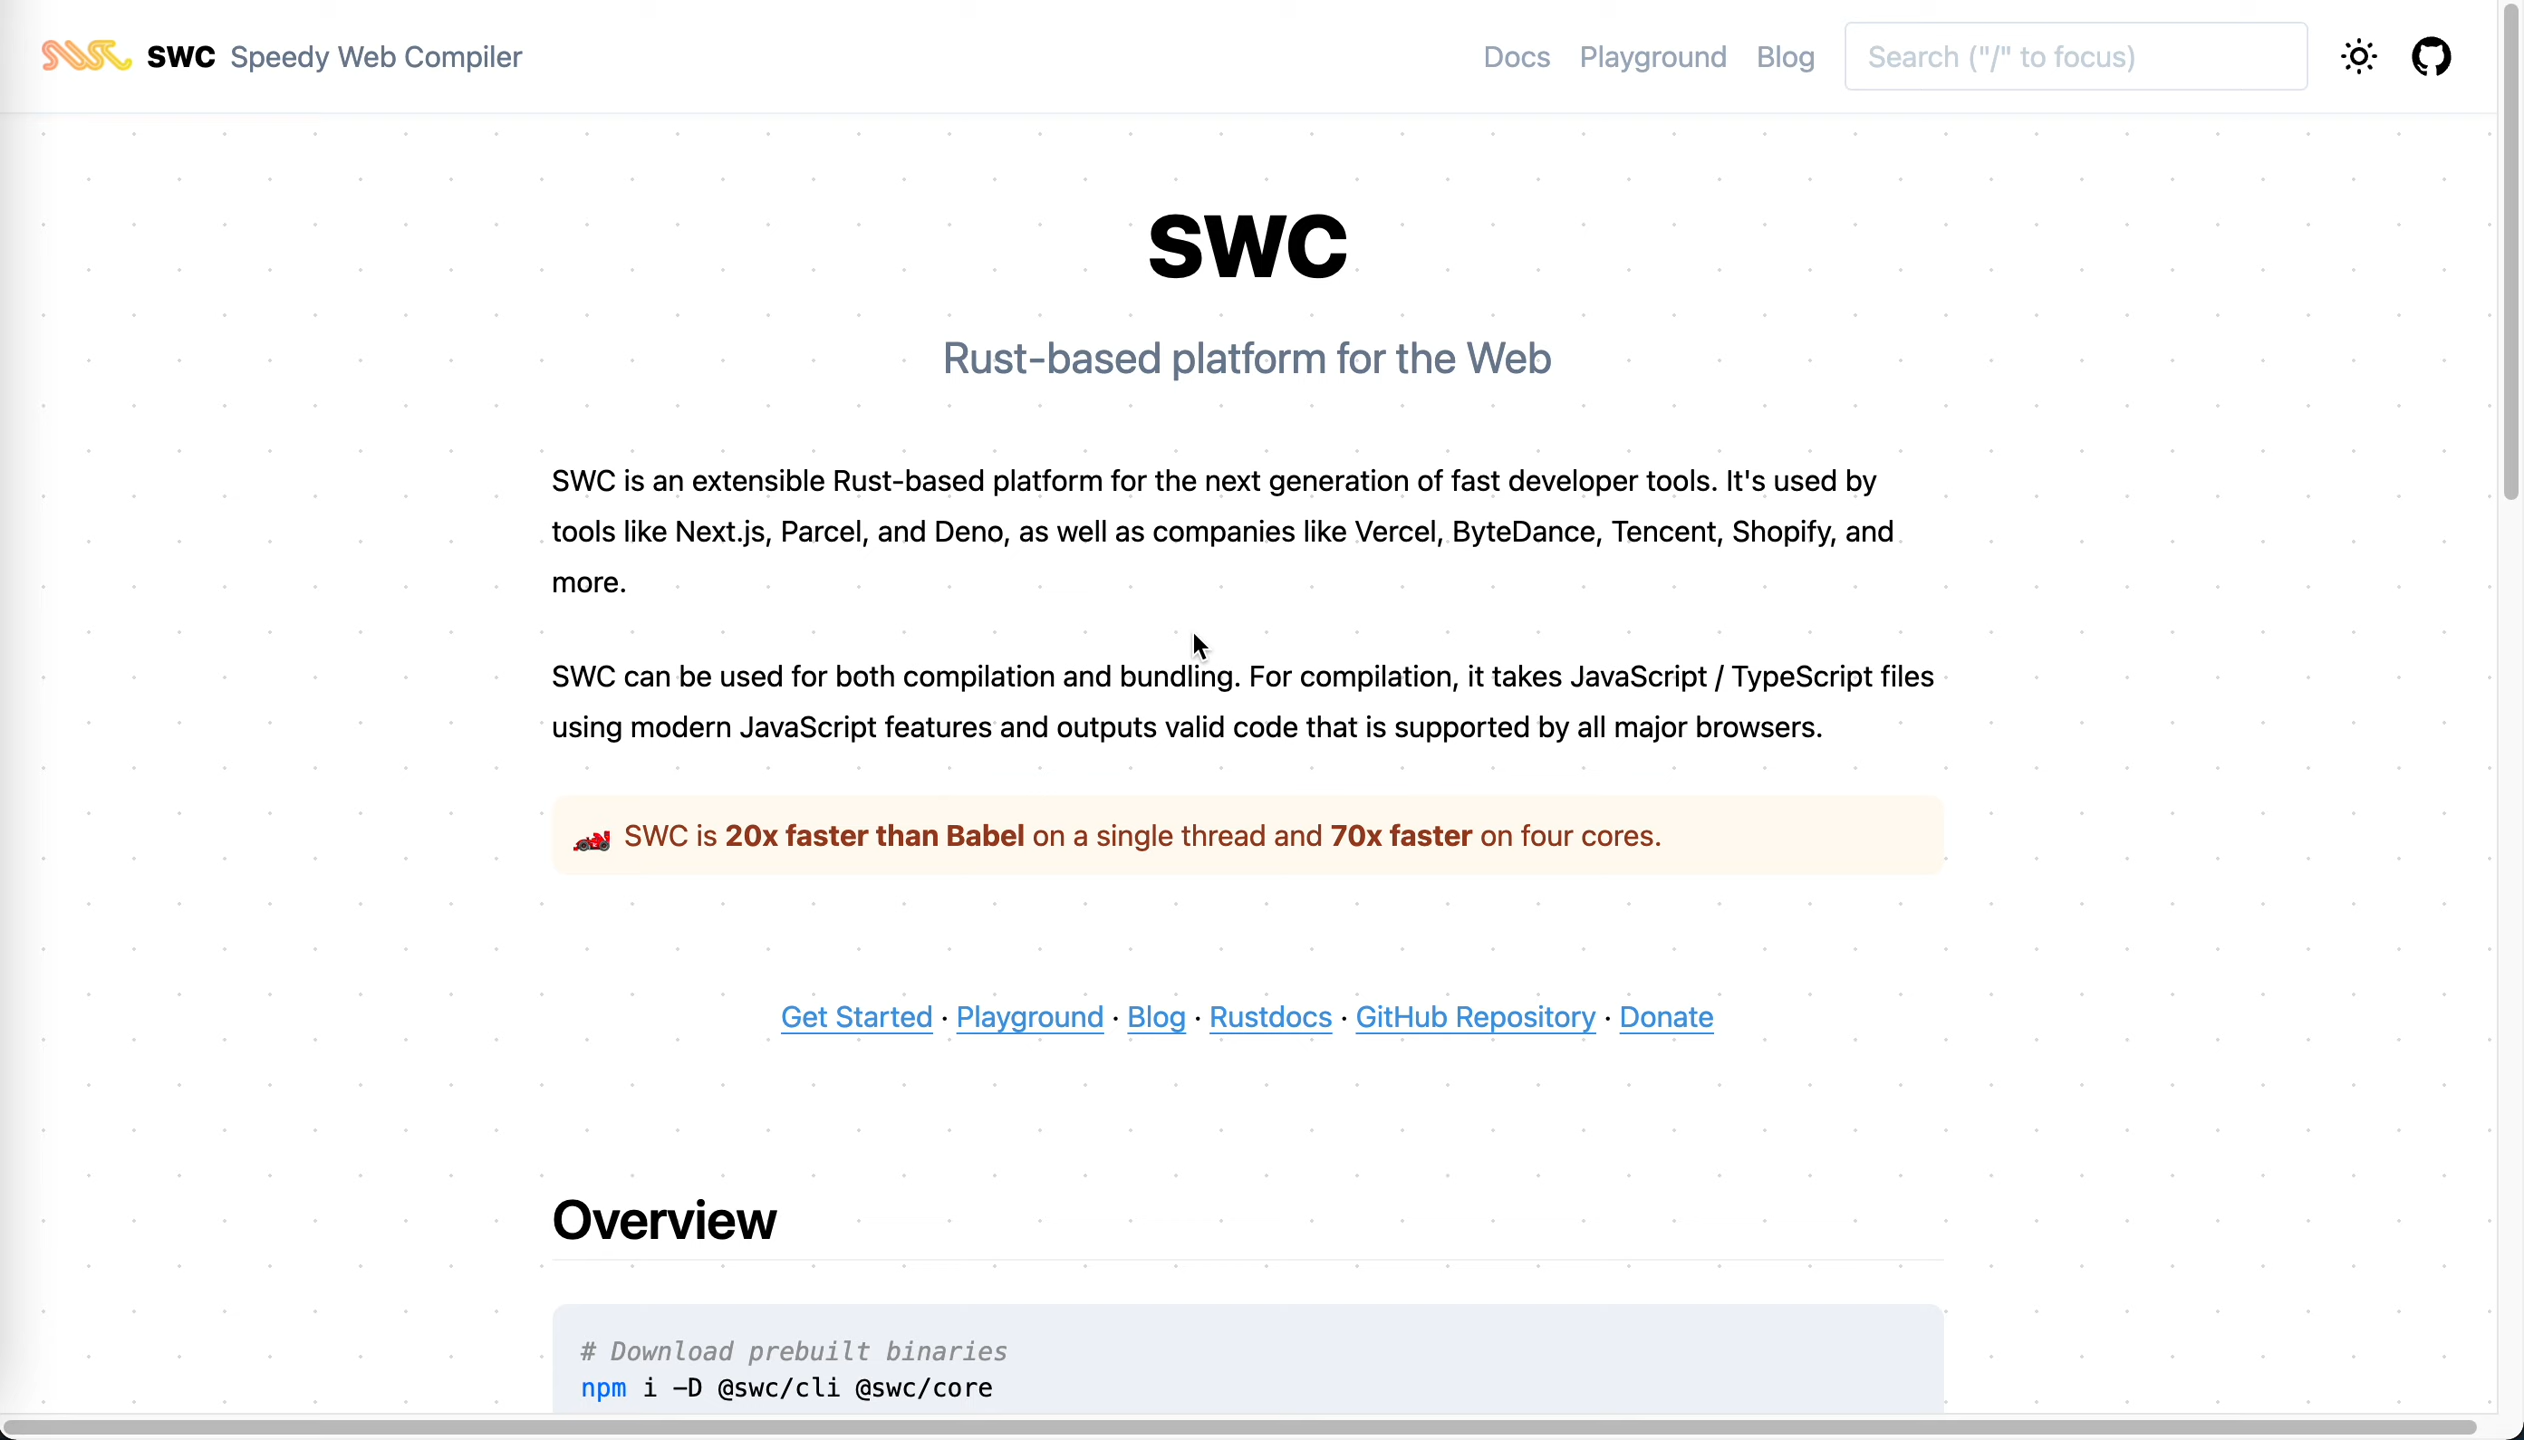 SWC Speedy Web Compiler
Docs Playground Blog Search ("/" to focus)
SWC
Rust-based platform for the Web
SWC is an extensible Rust-based platform for the next generation of fast developer tools. It's used by
tools like Next.js, Parcel, and Deno, as well as companies like Vercel, ByteDance, Tencent, Shopify, and
more.
SWC can be used for both compilation and bundling. For compilation, it takes JavaScript / TypeScript files
using modern JavaScript features and outputs valid code that is supported by all major browsers.
🏎️ SWC is 20x faster than Babel on a single thread and 70x faster on four cores.
Get Started · Playground · Blog · Rustdocs · GitHub Repository · Donate
Overview
# Download prebuilt binaries
npm i -D @swc/cli @swc/core